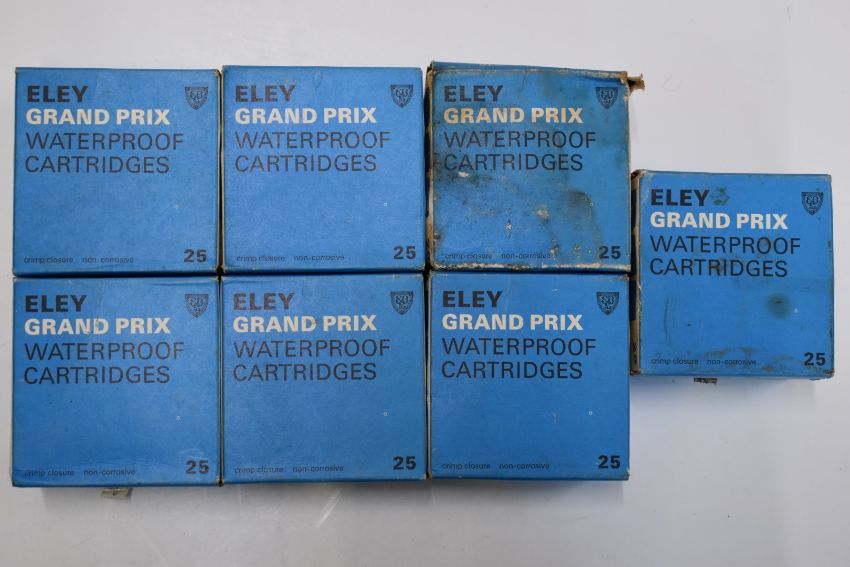 ELEY
GRAND PRIX
WATERPROOF
CARTRIDGES
crimp closure non-corrosive 25
ELEY
GRAND PRIX
WATERPROOF
CARTRIDGES
crimp closure non-corrosive 25
ELEY
GRAND PRIX
WATERPROOF
CARTRIDGES
crimp closure non-corrosive 25
ELEY
GRAND PRIX
WATERPROOF
CARTRIDGES
crimp closure non-corrosive 25
ELEY
GRAND PRIX
WATERPROOF
CARTRIDGES
crimp closure non-corrosive 25
ELEY
GRAND PRIX
WATERPROOF
CARTRIDGES
crimp closure non-corrosive 25
ELEY
GRAND PRIX
WATERPROOF
CARTRIDGES
crimp closure non-corrosive 25